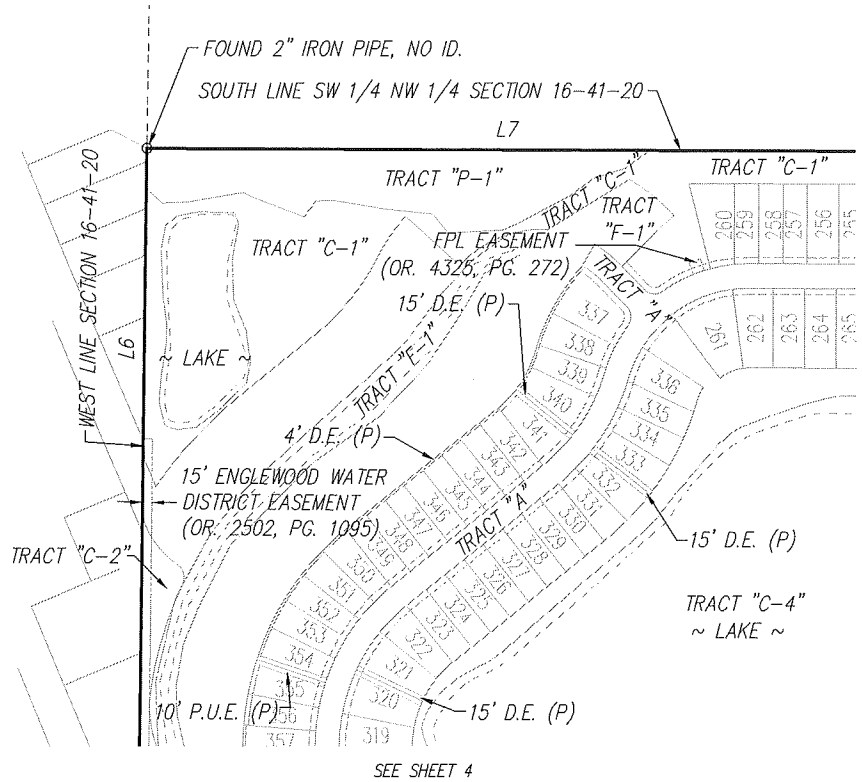 FOUND 2" IRON PIPE, NO ID.
SOUTH LINE SW 1/4 NW 1/4 SECTION 16-41-20
L7
TRACT "P-1"
TRACT "C-1"
TRACT "C-1"
TRACT
"F-1"
260
259
258
257
256
255
TRACT "C-1"
FPL EASEMENT
(OR. 4325, PG. 272)
TRACT "A"
15' D.E. (P)
WEST LINE SECTION 16-41-20
L6
~ LAKE ~
337
338
339
340
341
342
343
344
345
346
347
348
349
350
351
352
353
354
355
356
357
261
262
263
264
265
336
335
334
333
332
331
330
329
328
327
326
325
324
323
322
321
320
319
4' D.E. (P)
15' ENGLEWOOD WATER
DISTRICT EASEMENT
(OR. 2502, PG. 1095)
TRACT "A"
TRACT "C-2"
15' D.E. (P)
TRACT "C-4"
~ LAKE ~
10' P.U.E. (P)
15' D.E. (P)
SEE SHEET 4